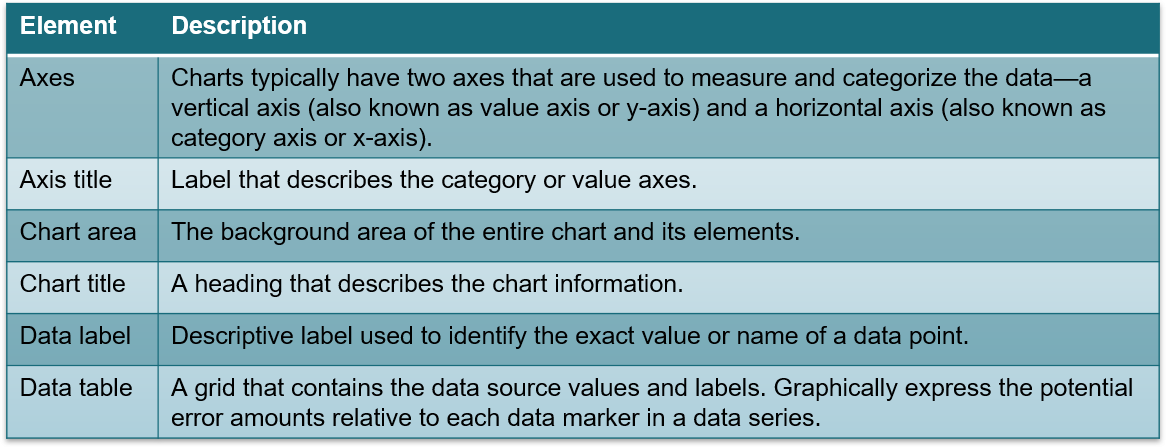 Element Description
Axes Charts typically have two axes that are used to measure and categorize the data—a
vertical axis (also known as value axis or y-axis) and a horizontal axis (also known as
category axis or x-axis).
Axis title Label that describes the category or value axes.
Chart area The background area of the entire chart and its elements.
Chart title A heading that describes the chart information.
Data label Descriptive label used to identify the exact value or name of a data point.
Data table A grid that contains the data source values and labels. Graphically express the potential
error amounts relative to each data marker in a data series.